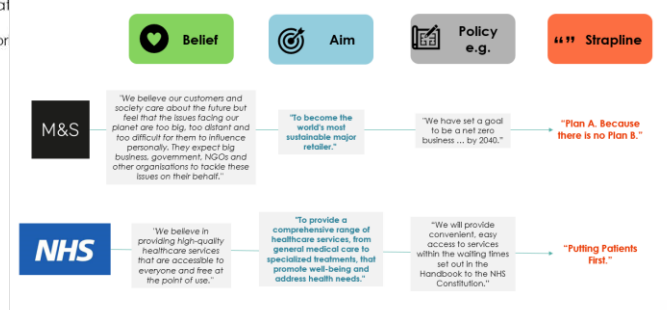 Belief
Aim
Policy
e.g.
““ ”” Strapline
M&S
"We believe our customers and
society care about the future but
feel that the issues facing our
planet are too big, too distant and
too difficult for them to influence
personally. They expect big
business, government, NGOs and
other organisations to tackle these
issues on their behalf."
"To become the
world's most
sustainable major
retailer."
"We have set a goal
to be a net zero
business … by 2040."
"Plan A. Because
there is no Plan B."
NHS
"We believe in
providing high-quality
healthcare services
that are accessible to
everyone and free at
the point of use."
"To provide a
comprehensive range of
healthcare services, from
general medical care to
specialized treatments, that
promote well-being and
address health needs."
"We will provide
convenient, easy
access to services
within the waiting times
set out in the
Handbook to the NHS
Constitution."
"Putting Patients
First."